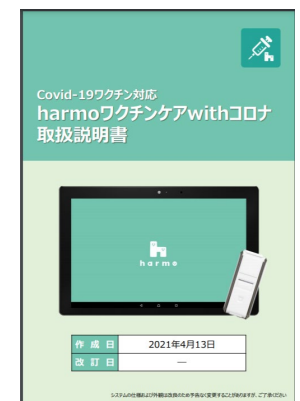 Covid-19ワクチン対応
harmoワクチンケアwithコロナ
取扱説明書
harmo
作 成 日 2021年4月13日
改 訂 日 ―
システムの仕様および外観は改良のため予告なく変更することがありますが、ご了承ください